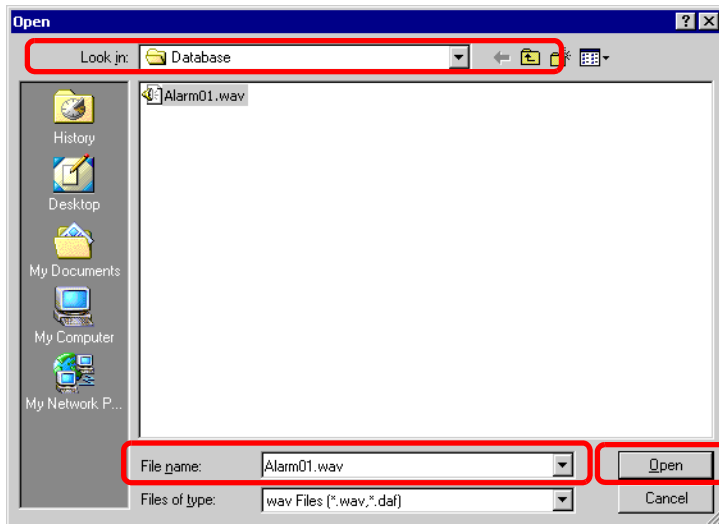 Open
Look in: Database
Alarm01.wav
History
Desktop
My Documents
My Computer
My Network P...
File name: Alarm01.wav Open
Files of type: wav Files (*.wav,*.daf) Cancel